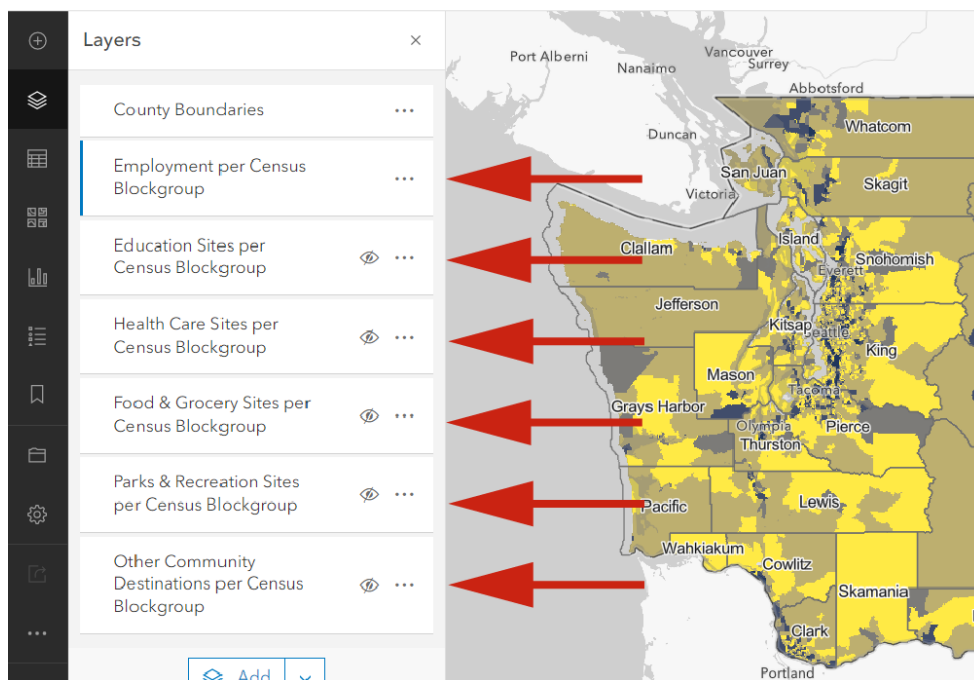 Layers
County Boundaries
Employment per Census
Blockgroup
Education Sites per
Census Blockgroup
Health Care Sites per
Census Blockgroup
Food & Grocery Sites per
Census Blockgroup
Parks & Recreation Sites
per Census Blockgroup
Other Community
Destinations per Census
Blockgroup
Add
Port Alberni
Vancouver
Nanaimo
Surrey
Abbotsford
Whatcom
Duncan
San Juan
Skagit
Victoria
Island
Clallam
Snohomish
Everett
Jefferson
Kitsap
Seattle
King
Mason
Tacoma
Grays Harbor
Olympia
Pierce
Thurston
Pacific
Lewis
Wahkiakum
Cowlitz
Skamania
Clark
Portland